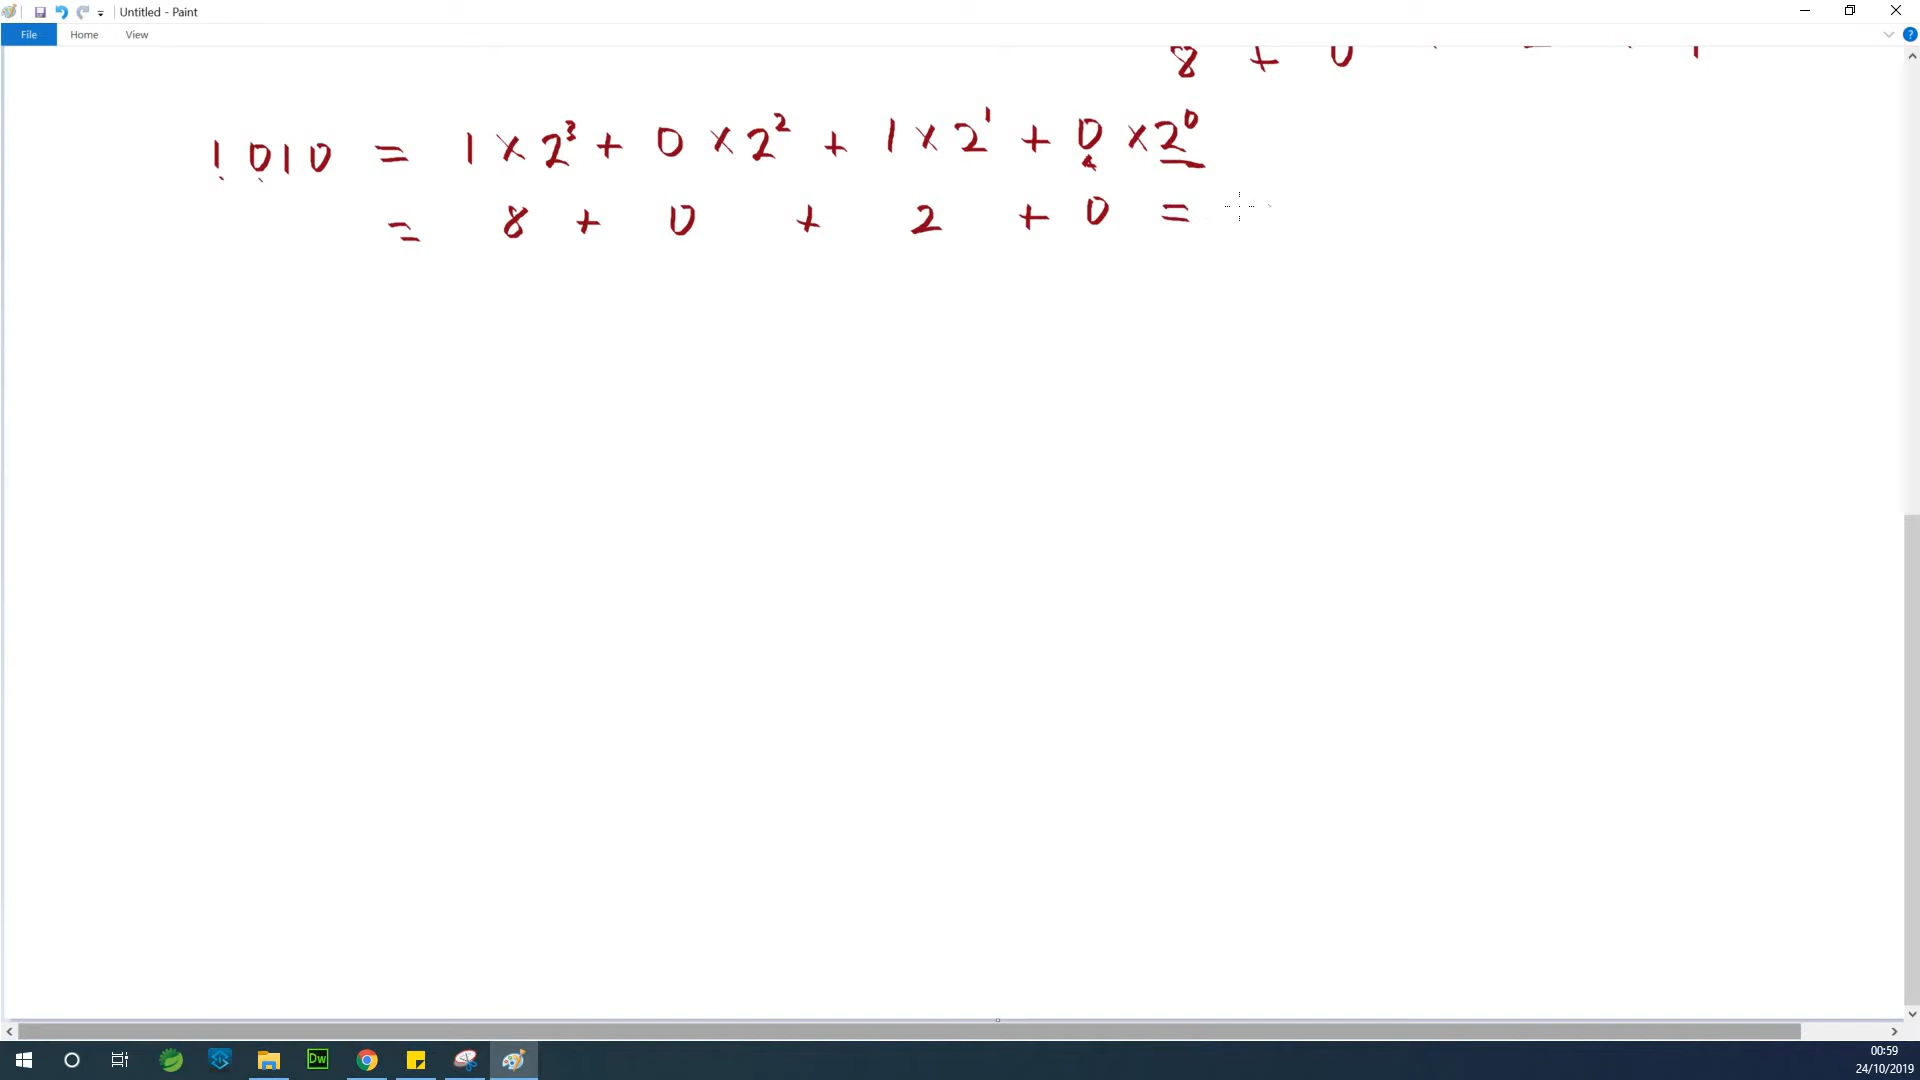 Untitled - Paint
File Home View
8 + 0
1010 = 1 × 2³ + 0 × 2² + 1 × 2¹ + 0 × 2⁰
= 8 + 0 + 2 + 0 =
Dw
00:59
24/10/2019